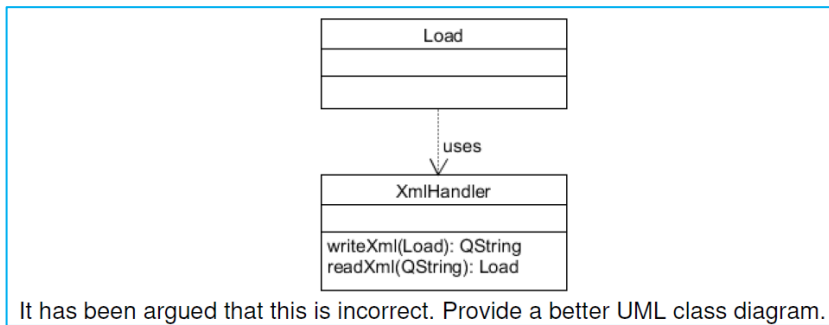 Load
uses
XmlHandler
writeXml(Load): QString
readXml(QString): Load
It has been argued that this is incorrect. Provide a better UML class diagram.